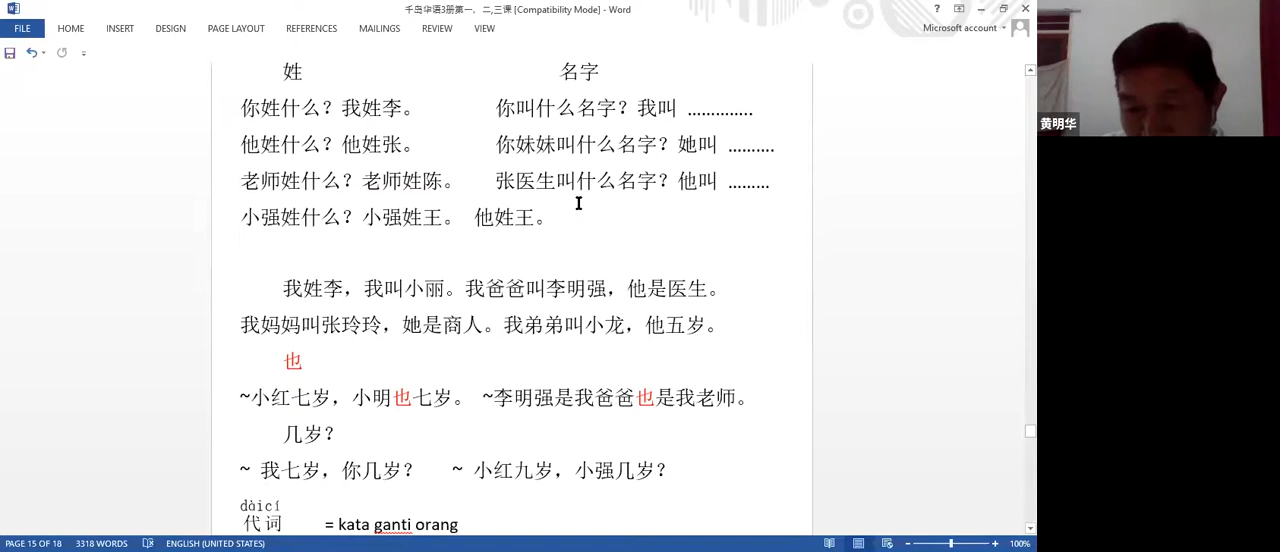 千岛华语3册第一．二,三课 [Compatibility Mode] - Word
FILE HOME INSERT DESIGN PAGE LAYOUT REFERENCES MAILINGS REVIEW VIEW Microsoft account
姓 名字
你姓什么？我姓李。 你叫什么名字？我叫 ..............
他姓什么？他姓张。 你妹妹叫什么名字？她叫 ..........
老师姓什么？老师姓陈。 张医生叫什么名字？他叫 .........
小强姓什么？小强姓王。 他姓王。
我姓李，我叫小丽。我爸爸叫李明强，他是医生。
我妈妈叫张玲玲，她是商人。我弟弟叫小龙，他五岁。
也
~小红七岁，小明也七岁。 ~李明强是我爸爸也是我老师。
几岁？
~ 我七岁，你几岁？ ~ 小红九岁，小强几岁？
dàicí
代词 = kata ganti orang
PAGE 15 OF 18 3318 WORDS ENGLISH (UNITED STATES) 100%
黄明华